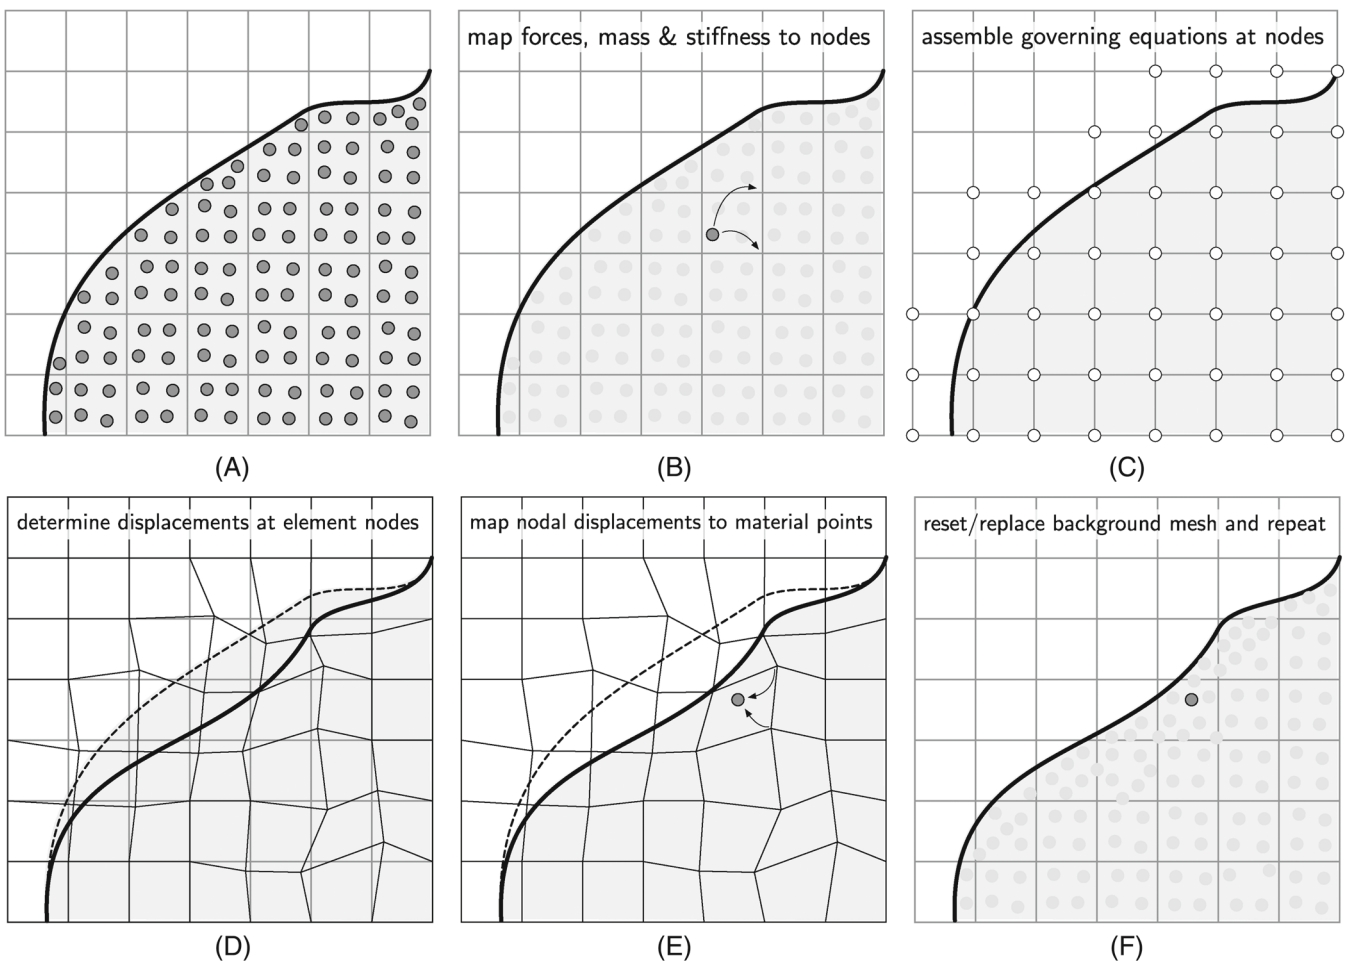 map forces, mass & stiffness to nodes
assemble governing equations at nodes
(A)
(B)
(C)
determine displacements at element nodes
map nodal displacements to material points
reset/replace background mesh and repeat
(D)
(E)
(F)